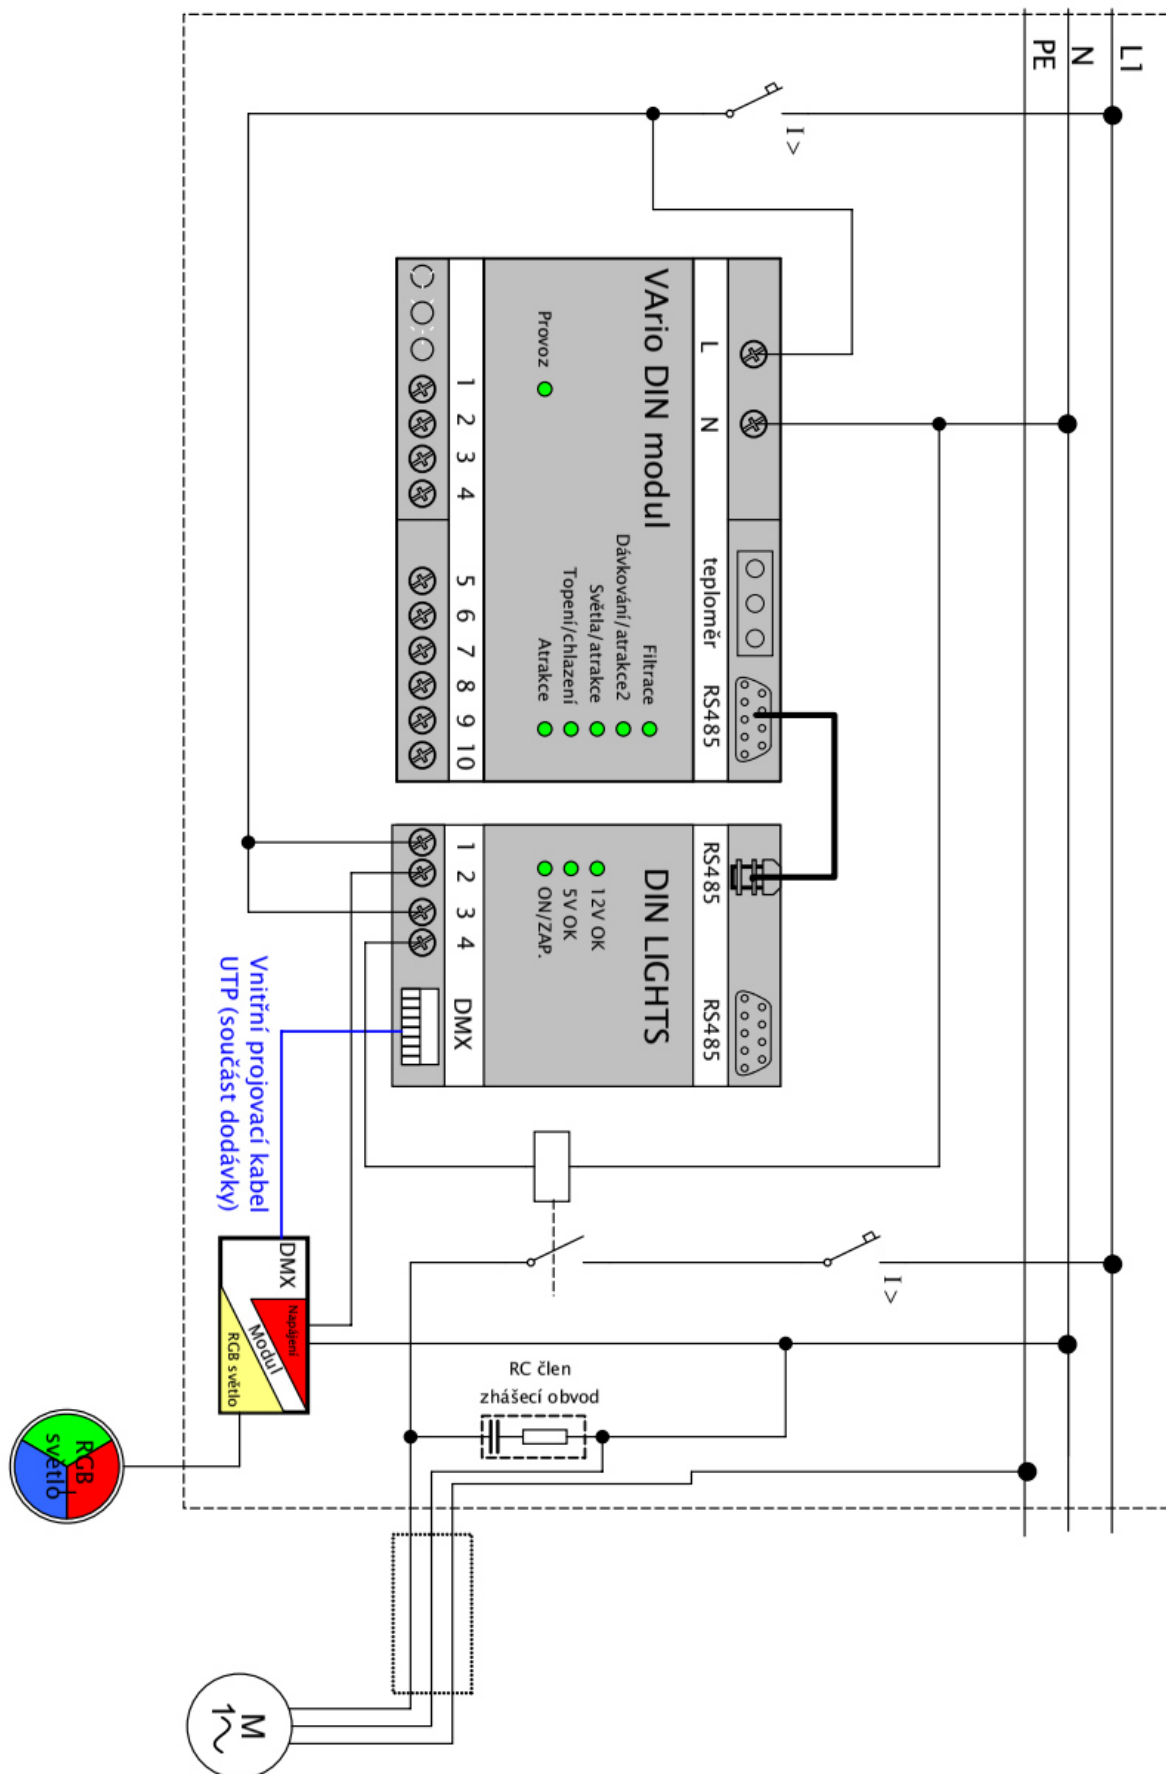 L1
N
PE
I >
VArio DIN modul
L
N
teploměr
RS485
Provoz
Filtrace
Dávkování/atrakce2
Světla/atrakce
Topení/chlazení
Atrakce
1
2
3
4
5
6
7
8
9
10
DIN LIGHTS
RS485
RS485
12V OK
5V OK
ON/ZAP.
1
2
3
4
DMX
Vnitřní projovací kabel
UTP (součást dodávky)
I >
DMX
Napájení
Modul
RGB světlo
RC člen
zhášecí obvod
RGB
světlo
M
1~